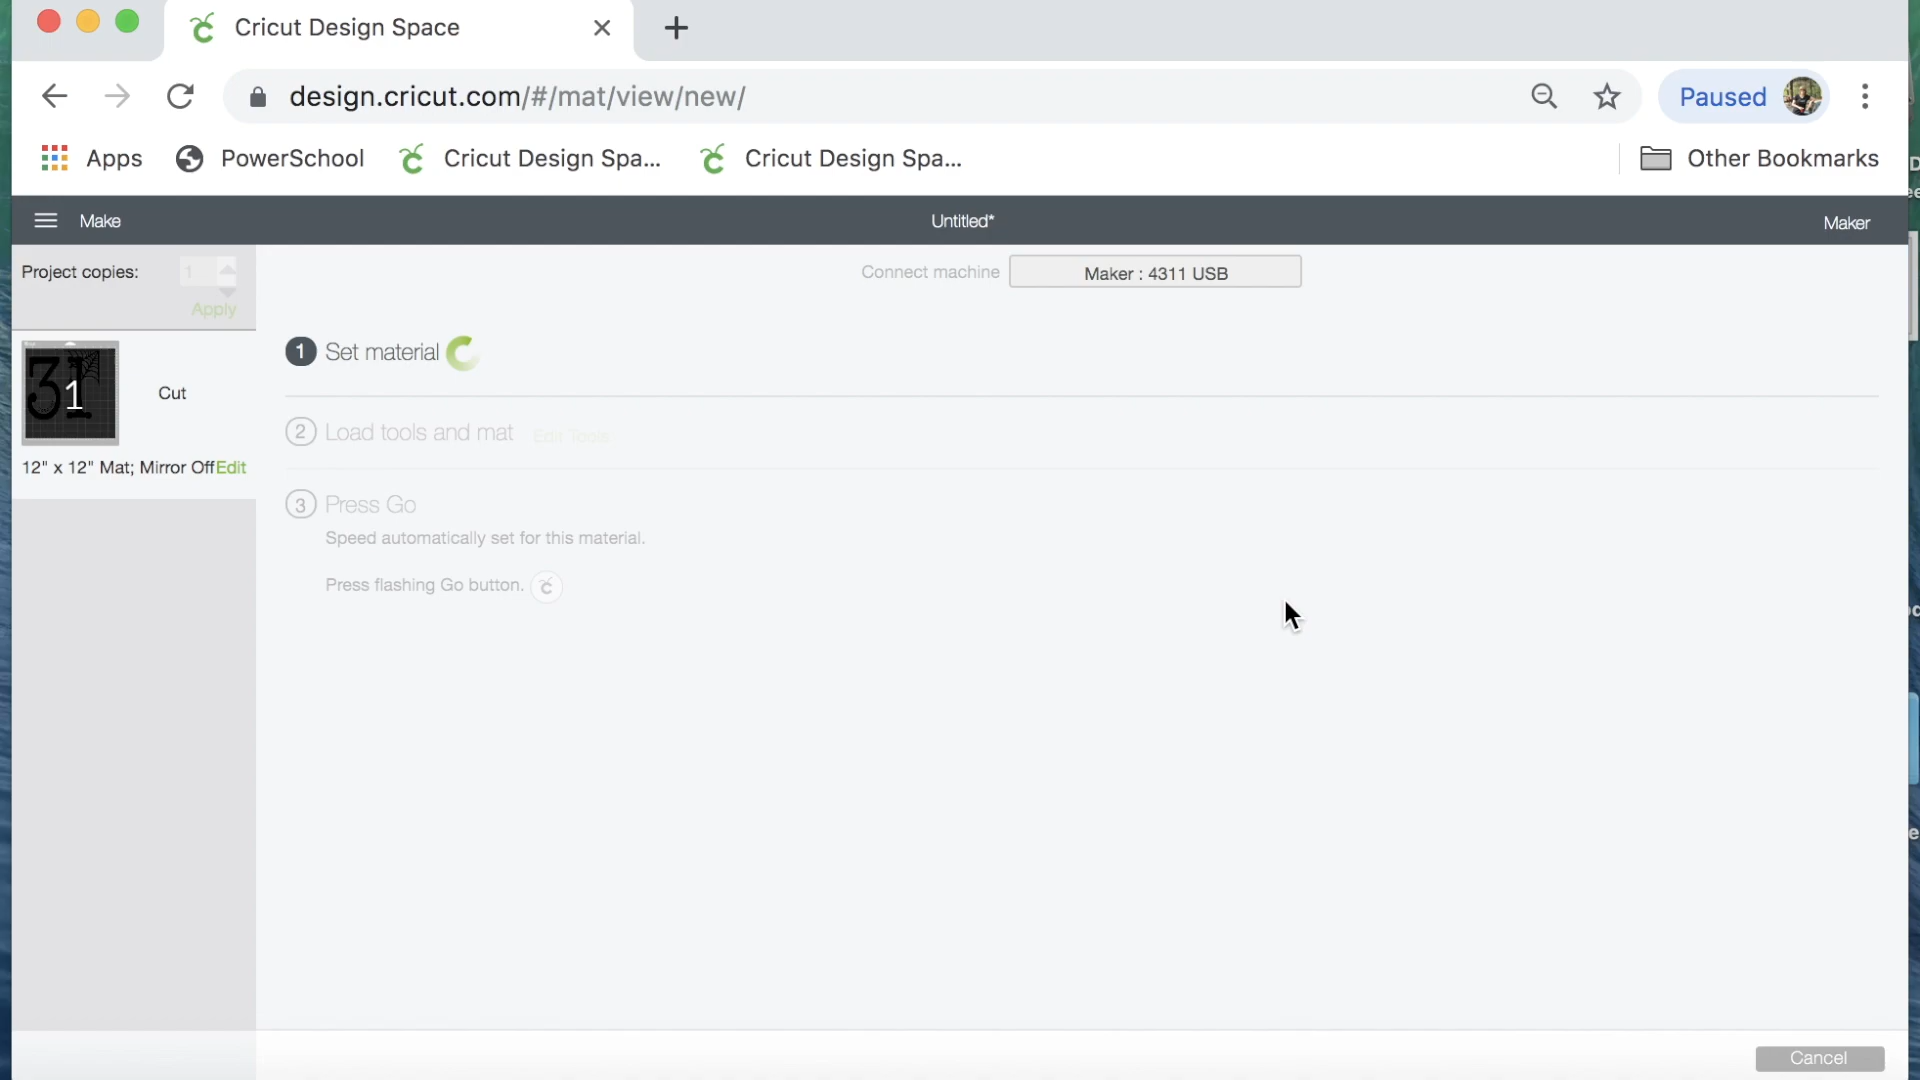 Cricut Design Space
design.cricut.com/#/mat/view/new/
Paused
Apps
PowerSchool
Cricut Design Spa...
Cricut Design Spa...
Other Bookmarks
Make
Untitled*
Maker
Project copies: 1
Apply
Connect machine
Maker : 4311 USB
1 Set material
31
1
Cut
12" x 12" Mat; Mirror Off Edit
2 Load tools and mat Edit Tools
3 Press Go
Speed automatically set for this material.
Press flashing Go button.
Cancel